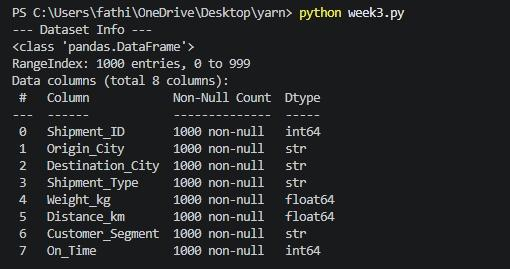 PS C:\Users\fathi\OneDrive\Desktop\yarn> python week3.py
--- Dataset Info ---
<class 'pandas.DataFrame'>
RangeIndex: 1000 entries, 0 to 999
Data columns (total 8 columns):
 #   Column            Non-Null Count  Dtype
---  ------            --------------  -----
 0   Shipment_ID       1000 non-null   int64
 1   Origin_City       1000 non-null   str
 2   Destination_City  1000 non-null   str
 3   Shipment_Type     1000 non-null   str
 4   Weight_kg         1000 non-null   float64
 5   Distance_km       1000 non-null   float64
 6   Customer_Segment  1000 non-null   str
 7   On_Time           1000 non-null   int64